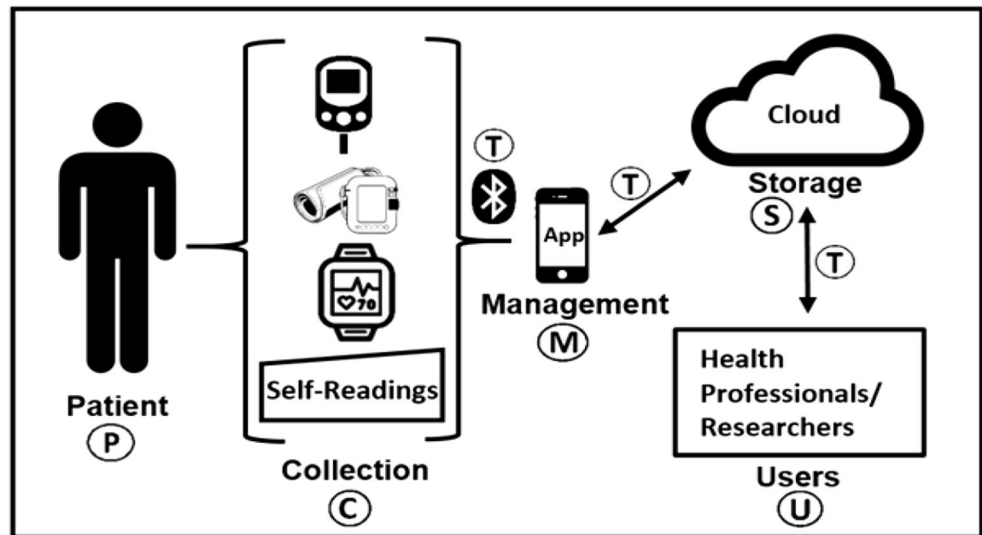 Patient
P
70
Self-Readings
Collection
C
T
App
Management
M
T
Cloud
Storage
S
T
Health
Professionals/
Researchers
Users
U